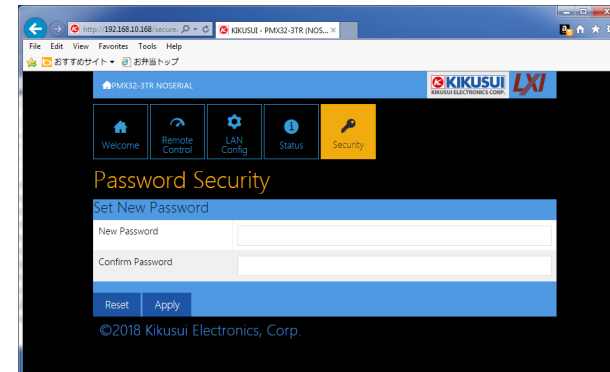 http://192.168.10.168/secure.
KIKUSUI - PMX32-3TR (NOS...
File Edit View Favorites Tools Help
おすすめサイト お弁当トップ
PMX32-3TR NOSERIAL
KIKUSUI
KIKUSUI ELECTRONICS CORP.
LXI
Welcome
Remote Control
LAN Config
Status
Security
Password Security
Set New Password
New Password
Confirm Password
Reset Apply
©2018 Kikusui Electronics, Corp.